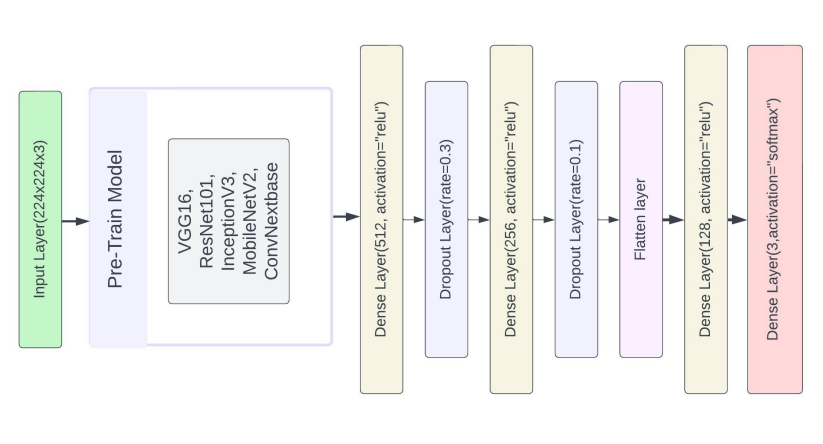 Input Layer(224x224x3)
Pre-Train Model
VGG16,
ResNet101,
InceptionV3,
MobileNetV2,
ConvNextbase
Dense Layer(512, activation="relu")
Dropout Layer(rate=0.3)
Dense Layer(256, activation="relu")
Dropout Layer(rate=0.1)
Flatten layer
Dense Layer(128, activation="relu")
Dense Layer(3,activation="softmax")